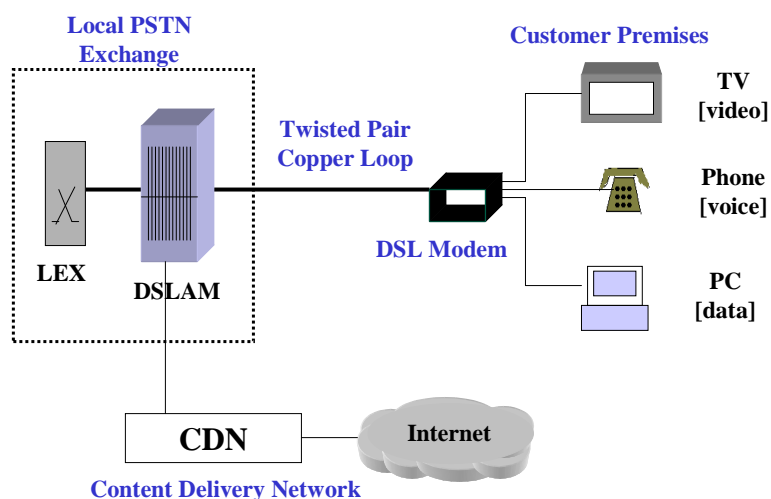 Local PSTN
Exchange
Customer Premises
TV
[video]
Twisted Pair
Copper Loop
Phone
[voice]
DSL Modem
LEX
DSLAM
PC
[data]
CDN
Internet
Content Delivery Network